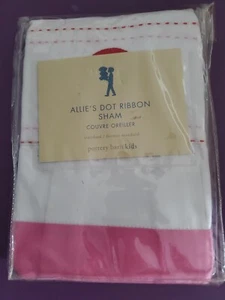 ALLIE'S DOT RIBBON
SHAM
COUVRE OREILLER
pottery barn kids